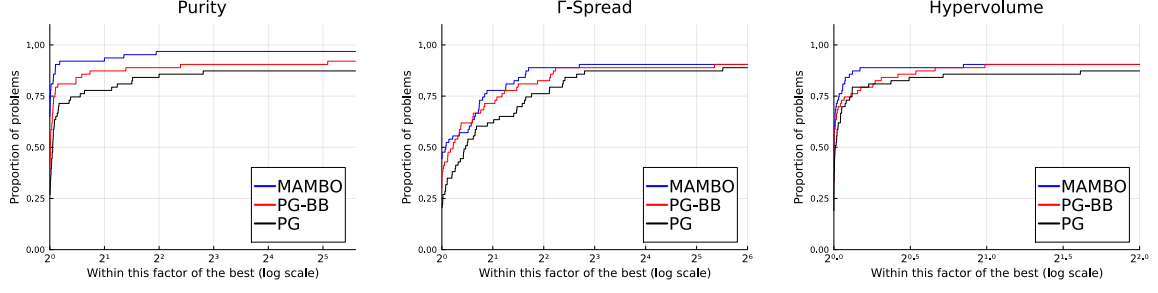 Purity
Proportion of problems
1,00
0,75
0,50
0,25
0,00
MAMBO
PG-BB
PG
2⁰ 2¹ 2² 2³ 2⁴ 2⁵
Within this factor of the best (log scale)
Γ-Spread
Proportion of problems
1,00
0,75
0,50
0,25
0,00
MAMBO
PG-BB
PG
2⁰ 2¹ 2² 2³ 2⁴ 2⁵ 2⁶
Within this factor of the best (log scale)
Hypervolume
Proportion of problems
1,00
0,75
0,50
0,25
0,00
MAMBO
PG-BB
PG
2⁰·⁰ 2⁰·⁵ 2¹·⁰ 2¹·⁵ 2²·⁰
Within this factor of the best (log scale)